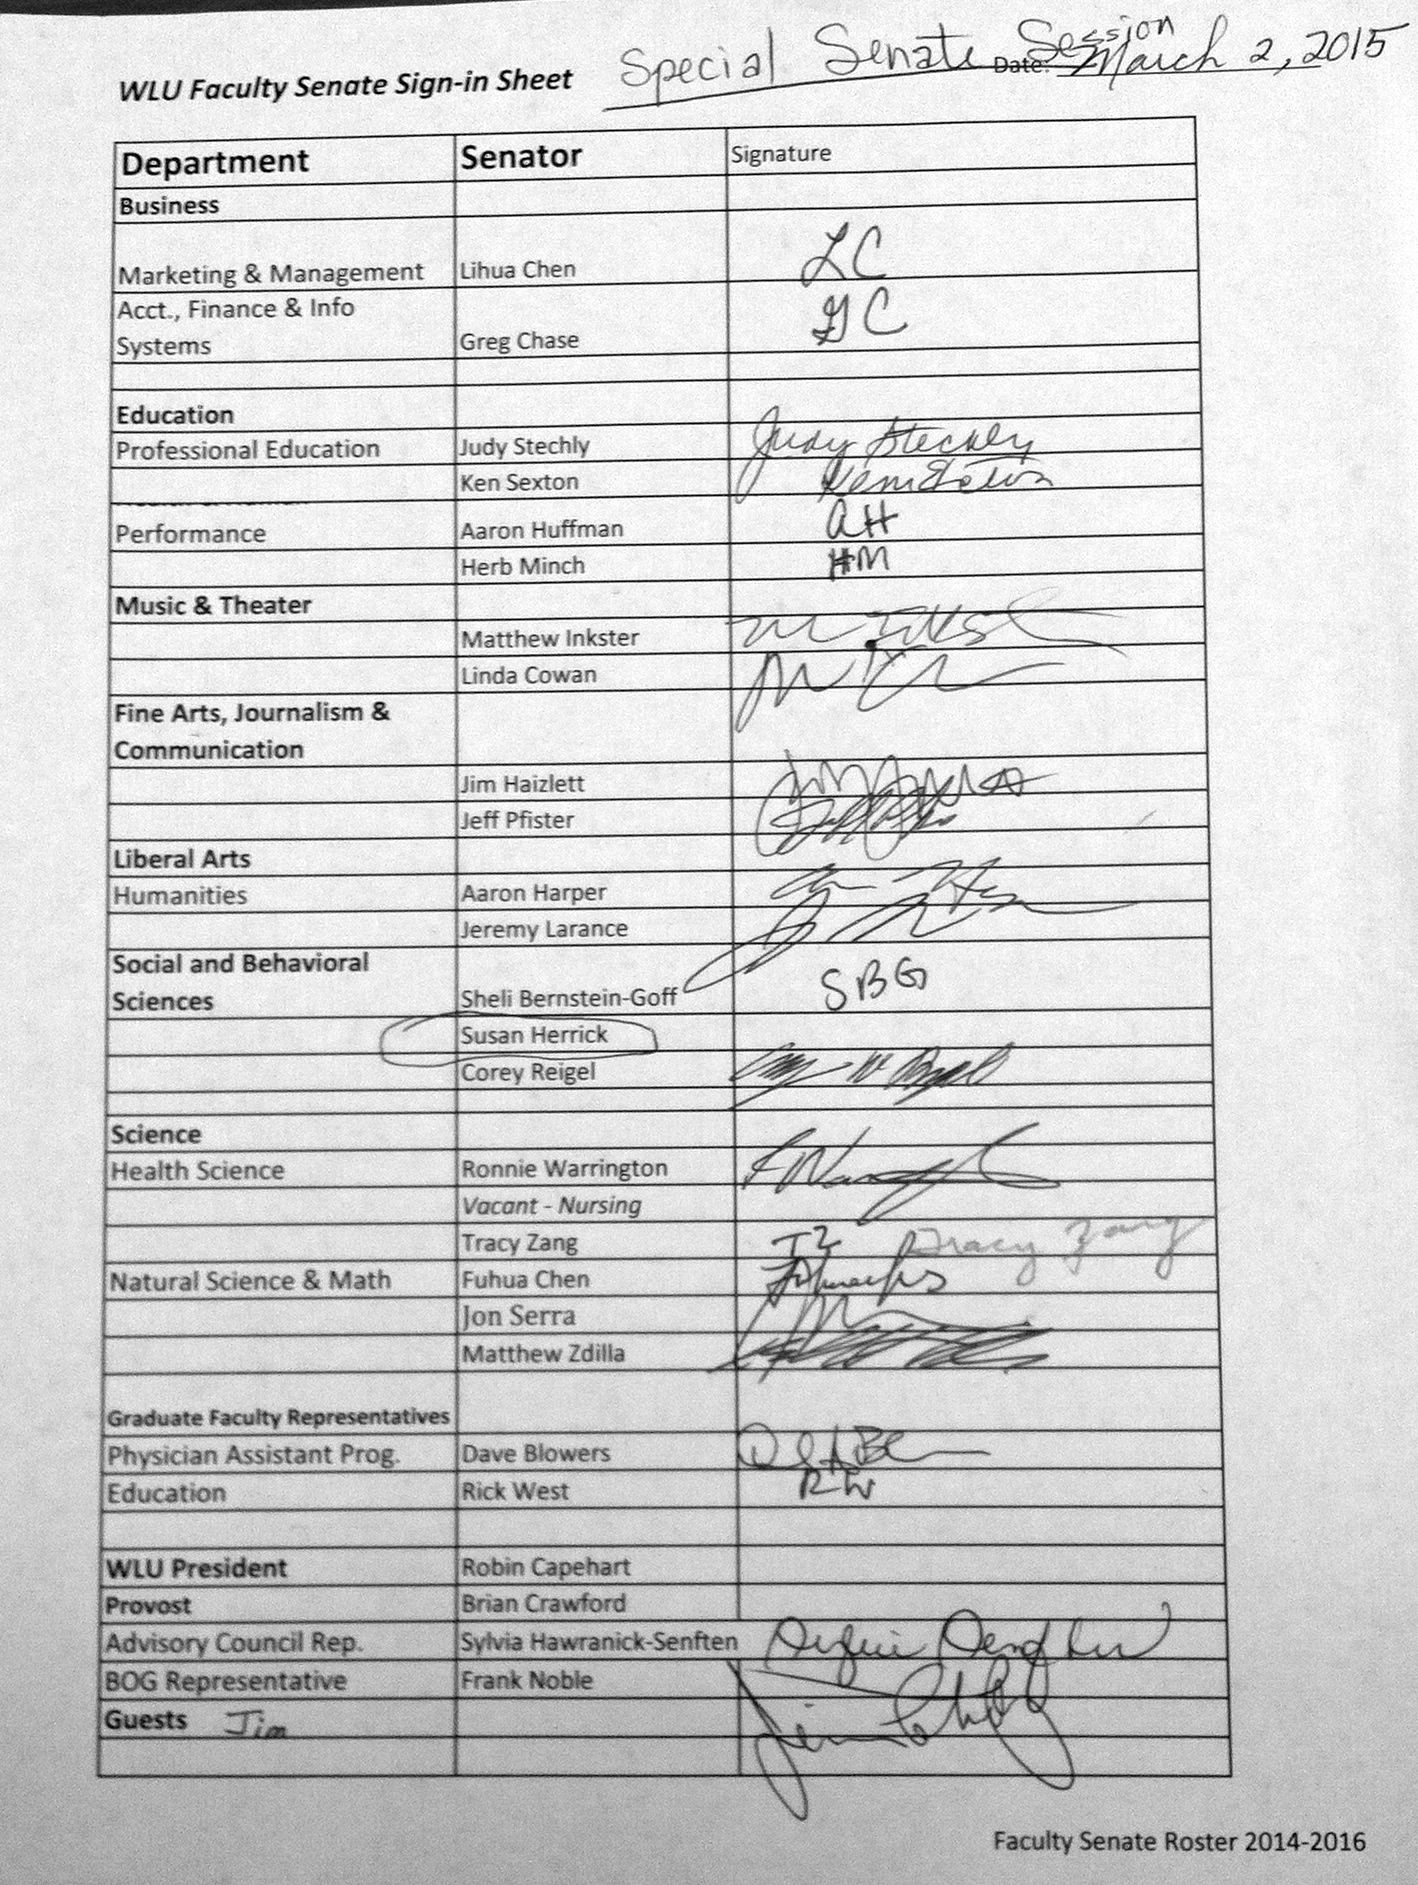 WLU Faculty Senate Sign-in Sheet Special Senate Session
Date: March 2, 2015
Department Senator Signature
Business
Marketing & Management Lihua Chen LC
Acct., Finance & Info
Systems Greg Chase GC
Education
Professional Education Judy Stechly Judy Stechly
Ken Sexton
Performance Aaron Huffman AH
Herb Minch HM
Music & Theater
Matthew Inkster
Linda Cowan
Fine Arts, Journalism &
Communication
Jim Haizlett
Jeff Pfister
Liberal Arts
Humanities Aaron Harper
Jeremy Larance
Social and Behavioral
Sciences Sheli Bernstein-Goff SBG
Susan Herrick
Corey Reigel
Science
Health Science Ronnie Warrington
Vacant - Nursing
Tracy Zang TZ Tracy Zang
Natural Science & Math Fuhua Chen
Jon Serra
Matthew Zdilla
Graduate Faculty Representatives
Physician Assistant Prog. Dave Blowers
Education Rick West RW
WLU President Robin Capehart
Provost Brian Crawford
Advisory Council Rep. Sylvia Hawranick-Senften
BOG Representative Frank Noble
Guests Jim
Faculty Senate Roster 2014-2016